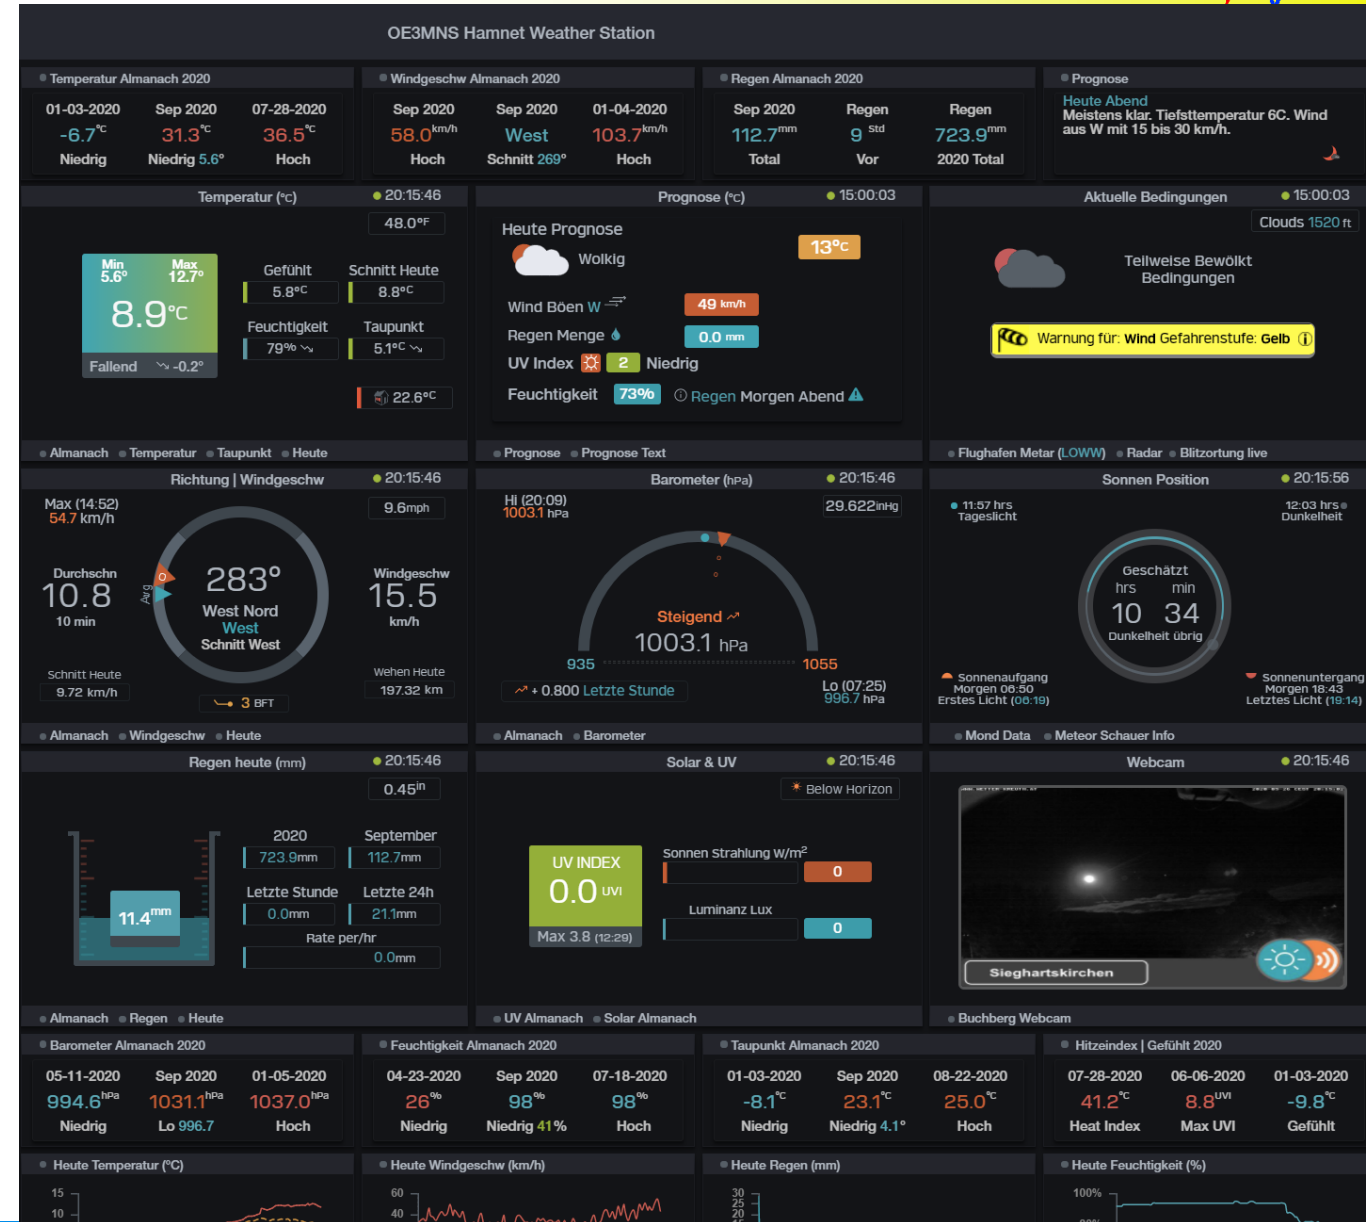 OE3MNS Hamnet Weather Station
Temperatur Almanach 2020
01-03-2020 Sep 2020 07-28-2020
-6.7°C 31.3°C 36.5°C
Niedrig Niedrig 5.6° Hoch
Windgeschw Almanach 2020
Sep 2020 Sep 2020 01-04-2020
58.0km/h West 103.7km/h
Hoch Schnitt 269° Hoch
Regen Almanach 2020
Sep 2020 Regen Regen
112.7mm 9 Std 723.9mm
Total Vor 2020 Total
Prognose
Heute Abend
Meistens klar. Tiefsttemperatur 6C. Wind
aus W mit 15 bis 30 km/h.
Temperatur (°C) 20:15:46
48.0°F
Min Max
5.6° 12.7°
8.9°C
Fallend -0.2°
Gefühlt Schnitt Heute
5.8°C 8.8°C
Feuchtigkeit Taupunkt
79% 5.1°C
22.6°C
Almanach Temperatur Taupunkt Heute
Prognose (°C) 15:00:03
Heute Prognose
Wolkig 13°C
Wind Böen W 49 km/h
Regen Menge 0.0 mm
UV Index 2 Niedrig
Feuchtigkeit 73% Regen Morgen Abend
Prognose Prognose Text
Aktuelle Bedingungen 15:00:03
Clouds 1520 ft
Teilweise Bewölkt
Bedingungen
Warnung für: Wind Gefahrenstufe: Gelb
Flughafen Metar (LOWW) Radar Blitzortung live
Richtung | Windgeschw 20:15:46
Max (14:52)
54.7 km/h
9.6mph
Durchschn
10.8
10 min
Avg
283°
West Nord
West
Schnitt West
Windgeschw
15.5
km/h
Schnitt Heute
9.72 km/h
3 BFT
Wehen Heute
197.32 km
Almanach Windgeschw Heute
Barometer (hPa) 20:15:46
Hi (20:09)
1003.1 hPa
29.622inHg
Steigend
1003.1 hPa
935 1055
+ 0.800 Letzte Stunde
Lo (07:25)
996.7 hPa
Almanach Barometer
Sonnen Position 20:15:56
11:57 hrs
Tageslicht
12:03 hrs
Dunkelheit
Geschätzt
hrs min
10 34
Dunkelheit übrig
Sonnenaufgang
Morgen 06:50
Erstes Licht (06:19)
Sonnenuntergang
Morgen 18:43
Letztes Licht (19:14)
Mond Data Meteor Schauer Info
Regen heute (mm) 20:15:46
0.45in
11.4mm
2020 September
723.9mm 112.7mm
Letzte Stunde Letzte 24h
0.0mm 21.1mm
Rate per/hr
0.0mm
Almanach Regen Heute
Solar & UV 20:15:46
Below Horizon
UV INDEX
0.0 UVI
Max 3.8 (12:29)
Sonnen Strahlung W/m2
0
Luminanz Lux
0
UV Almanach Solar Almanach
Webcam 20:15:46
Sieghartskirchen
Buchberg Webcam
Barometer Almanach 2020
05-11-2020 Sep 2020 01-05-2020
994.6hPa 1031.1hPa 1037.0hPa
Niedrig Lo 996.7 Hoch
Feuchtigkeit Almanach 2020
04-23-2020 Sep 2020 07-18-2020
26% 98% 98%
Niedrig Niedrig 41% Hoch
Taupunkt Almanach 2020
01-03-2020 Sep 2020 08-22-2020
-8.1°C 23.1°C 25.0°C
Niedrig Niedrig 4.1° Hoch
Hitzeindex | Gefühlt 2020
07-28-2020 06-06-2020 01-03-2020
41.2°C 8.8UVI -9.8°C
Heat Index Max UVI Gefühlt
Heute Temperatur (°C)
15
10
Heute Windgeschw (km/h)
60
40
Heute Regen (mm)
30
25
20
Heute Feuchtigkeit (%)
100%